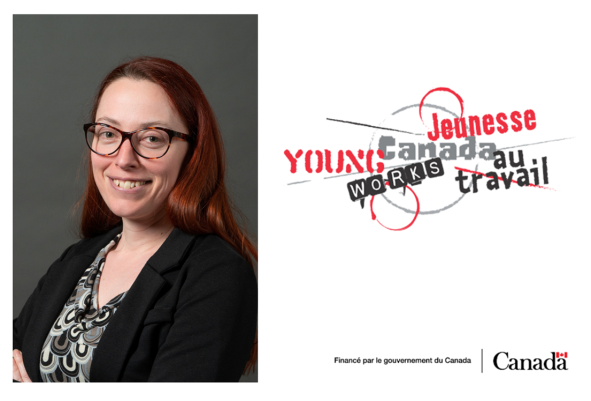 Jeunesse
YOUNG Canada au
WORKS travail
Financé par le gouvernement du Canada
Canada